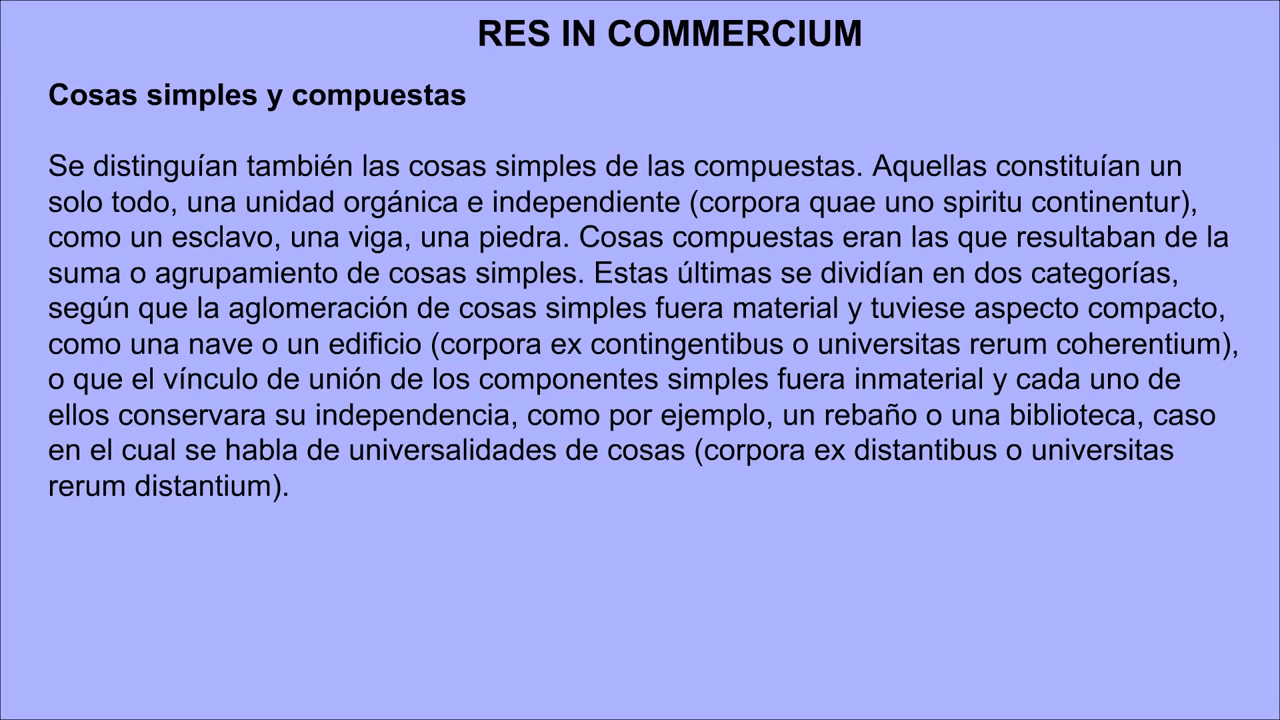 RES IN COMMERCIUM
Cosas simples y compuestas
Se distinguían también las cosas simples de las compuestas. Aquellas constituían un
solo todo, una unidad orgánica e independiente (corpora quae uno spiritu continentur),
como un esclavo, una viga, una piedra. Cosas compuestas eran las que resultaban de la
suma o agrupamiento de cosas simples. Estas últimas se dividían en dos categorías,
según que la aglomeración de cosas simples fuera material y tuviese aspecto compacto,
como una nave o un edificio (corpora ex contingentibus o universitas rerum coherentium),
o que el vínculo de unión de los componentes simples fuera inmaterial y cada uno de
ellos conservara su independencia, como por ejemplo, un rebaño o una biblioteca, caso
en el cual se habla de universalidades de cosas (corpora ex distantibus o universitas
rerum distantium).